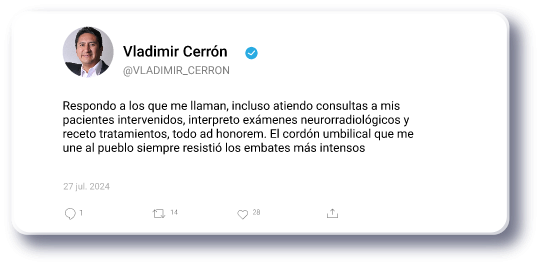 Vladimir Cerrón
@VLADIMIR_CERRON
Respondo a los que me llaman, incluso atiendo consultas a mis
pacientes intervenidos, interpreto exámenes neurorradiológicos y
receto tratamientos, todo ad honorem. El cordón umbilical que me
une al pueblo siempre resistió los embates más intensos
27 jul. 2024
1 14 28